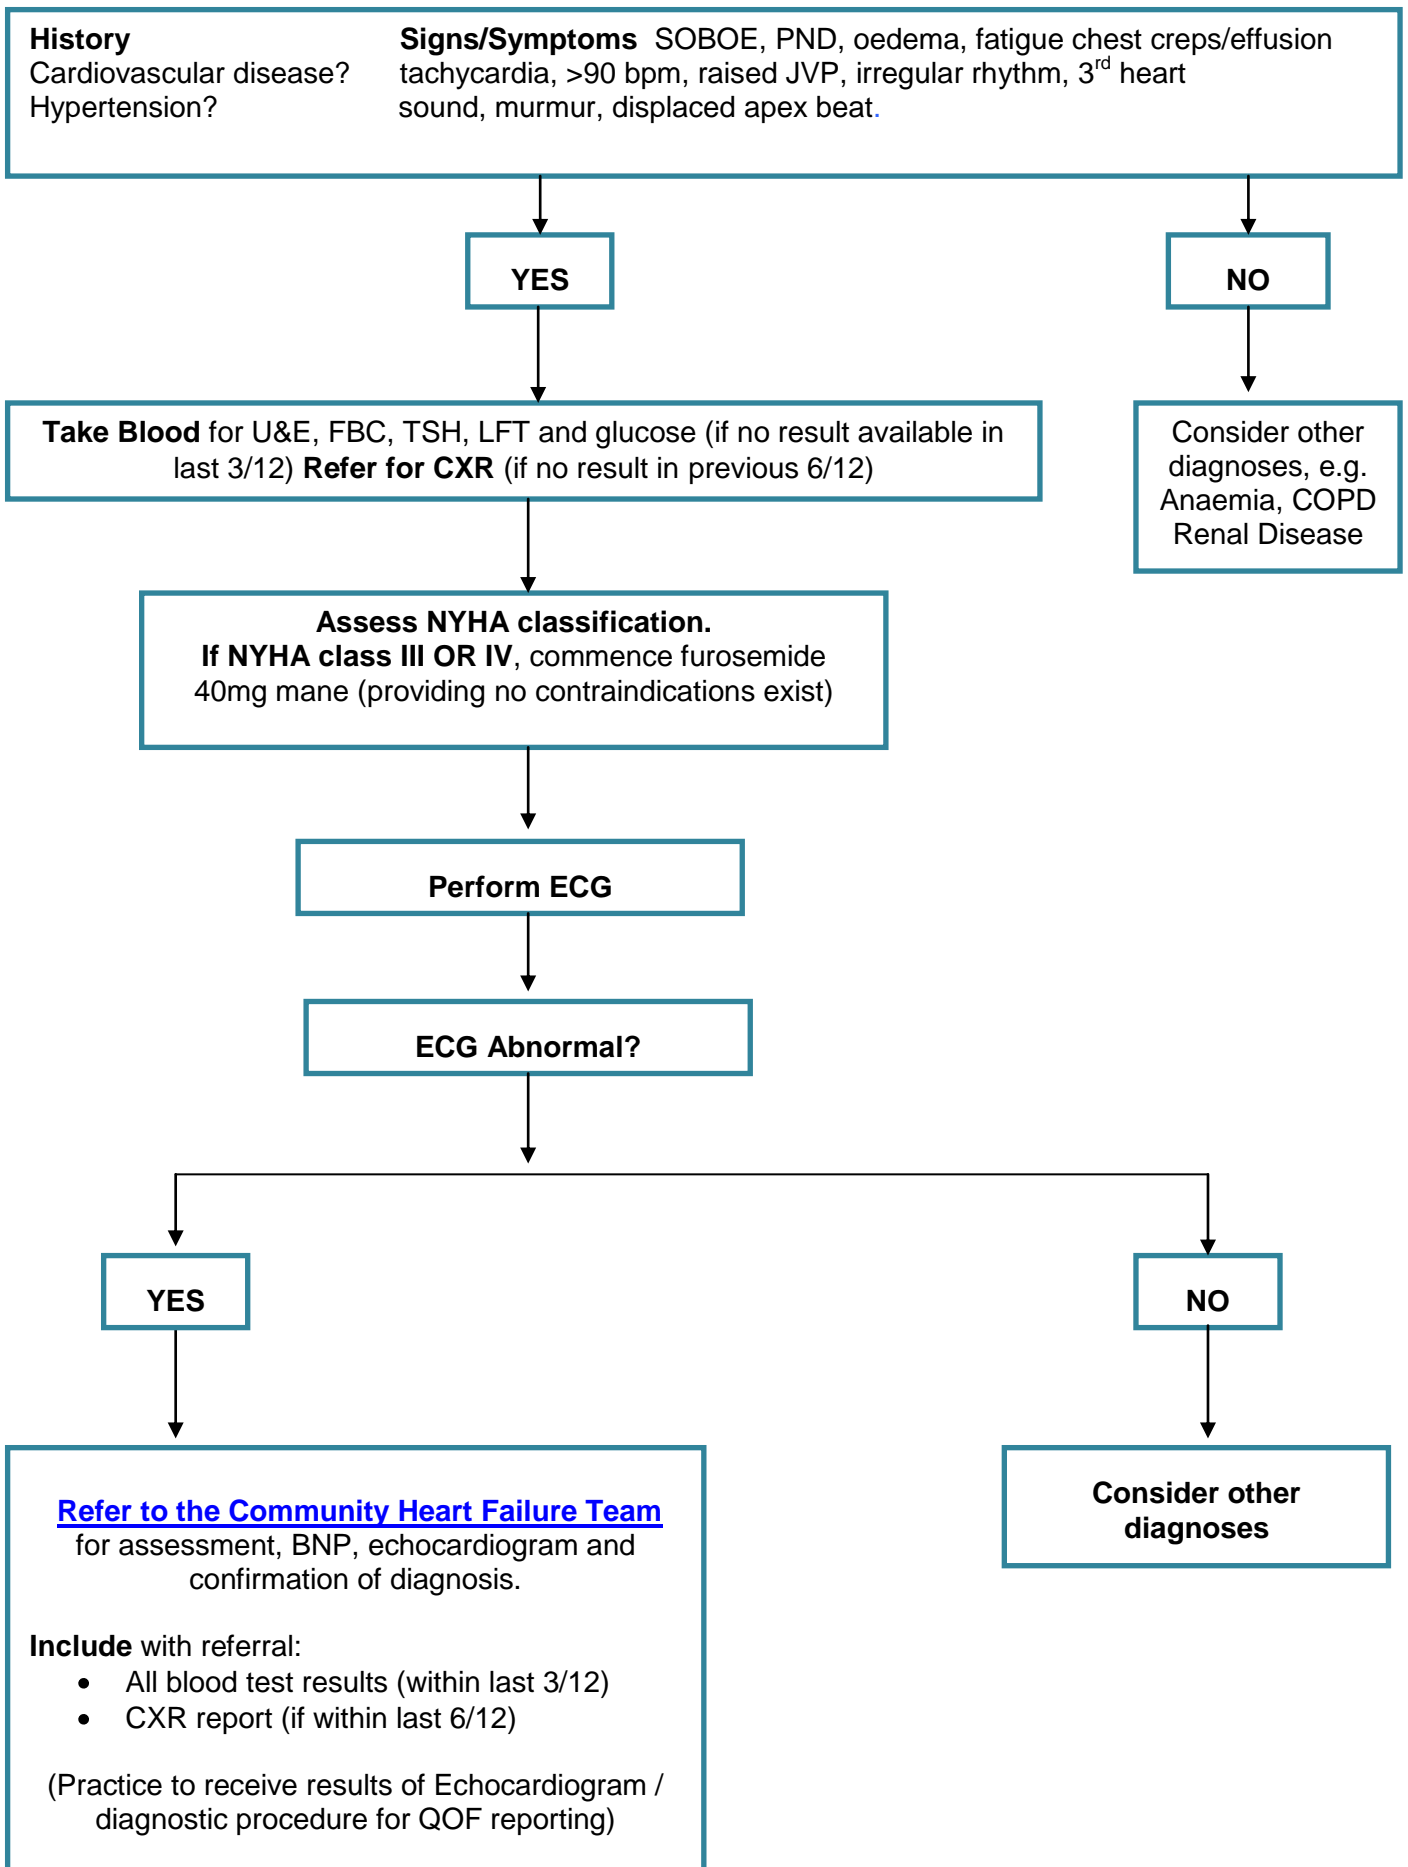 History Signs/Symptoms SOBOE, PND, oedema, fatigue chest creps/effusion
Cardiovascular disease? tachycardia, >90 bpm, raised JVP, irregular rhythm, 3rd heart
Hypertension? sound, murmur, displaced apex beat.
YES
NO
Take Blood for U&E, FBC, TSH, LFT and glucose (if no result available in
last 3/12) Refer for CXR (if no result in previous 6/12)
Consider other
diagnoses, e.g.
Anaemia, COPD
Renal Disease
Assess NYHA classification.
If NYHA class III OR IV, commence furosemide
40mg mane (providing no contraindications exist)
Perform ECG
ECG Abnormal?
YES
NO
Refer to the Community Heart Failure Team
for assessment, BNP, echocardiogram and
confirmation of diagnosis.
Include with referral:
• All blood test results (within last 3/12)
• CXR report (if within last 6/12)
(Practice to receive results of Echocardiogram /
diagnostic procedure for QOF reporting)
Consider other
diagnoses